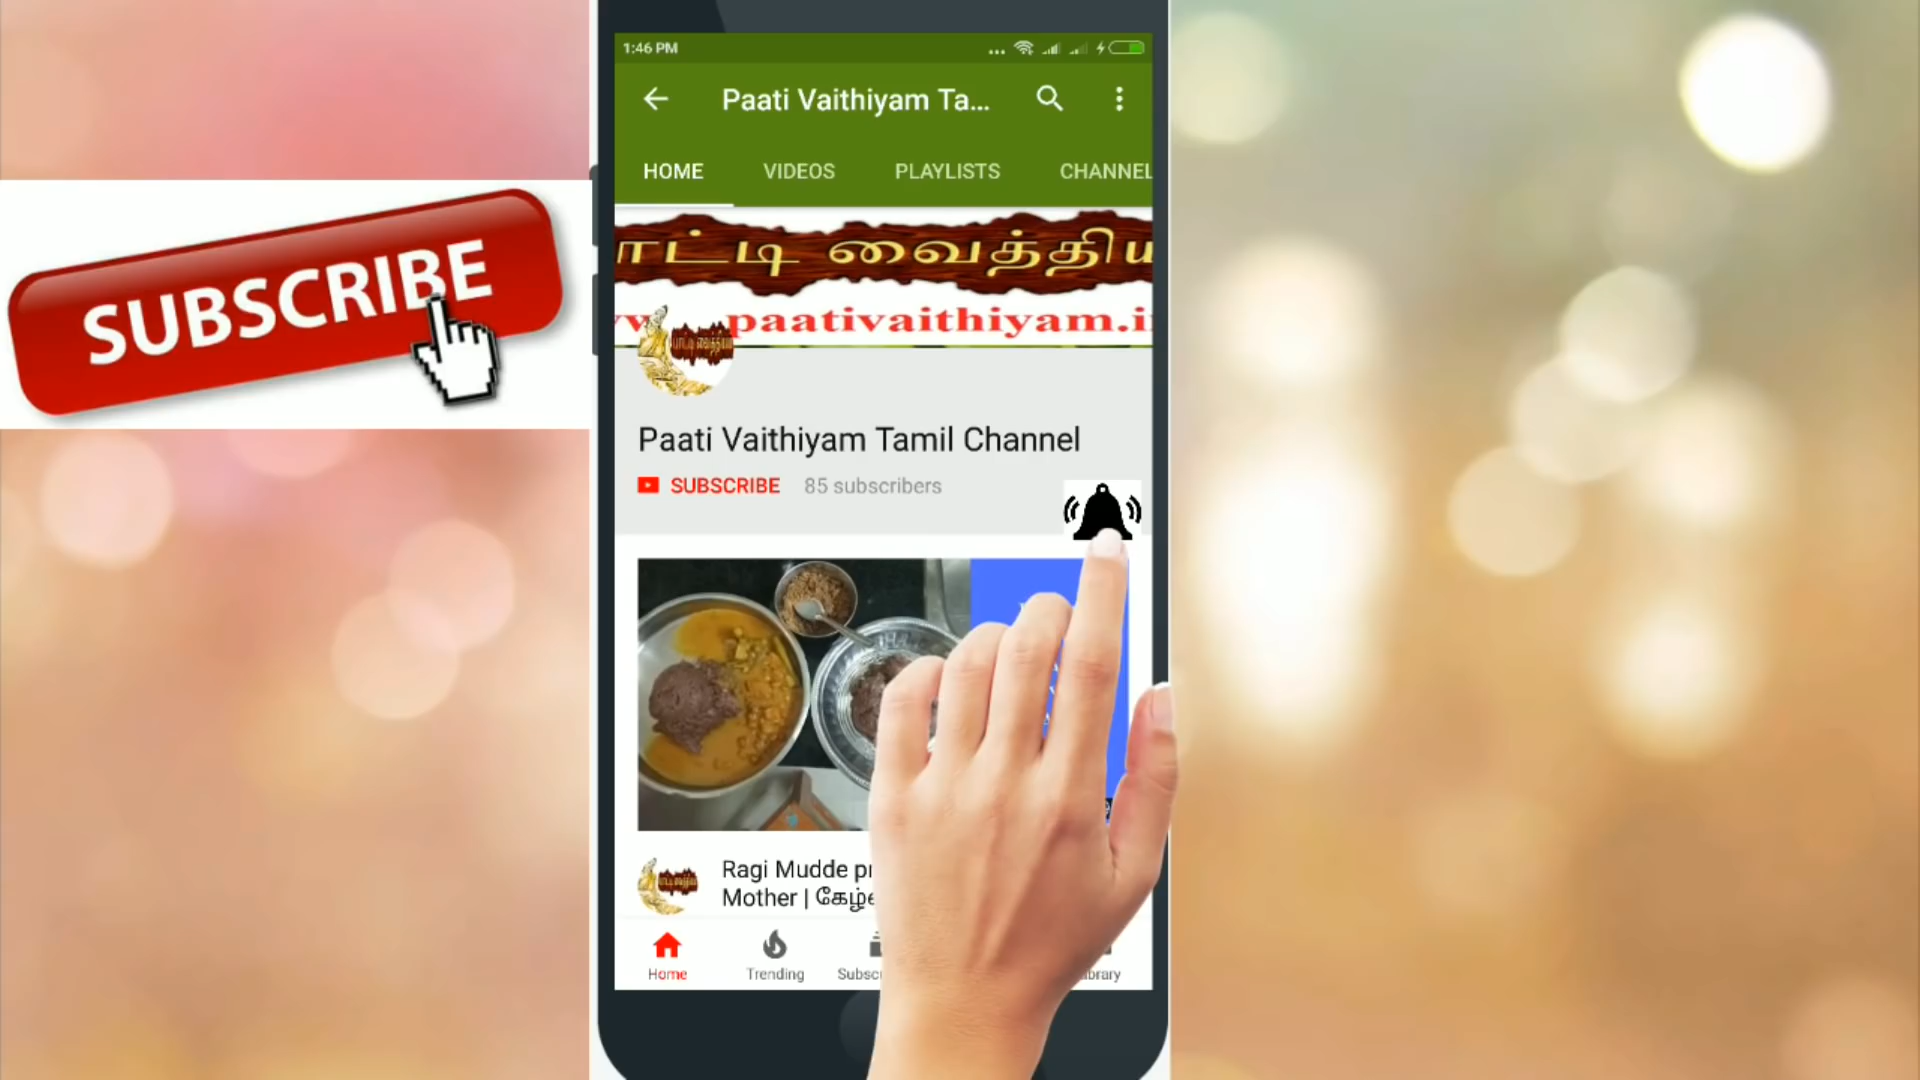 1:46 PM
Paati Vaithiyam Ta...
HOME VIDEOS PLAYLISTS CHANNEL
SUBSCRIBE
ாட்டி வைத்திய
paativaithiyam.i
பாட்டி வைத்திய
Paati Vaithiyam Tamil Channel
SUBSCRIBE 85 subscribers
Ragi Mudde
Mother |
Home Trending